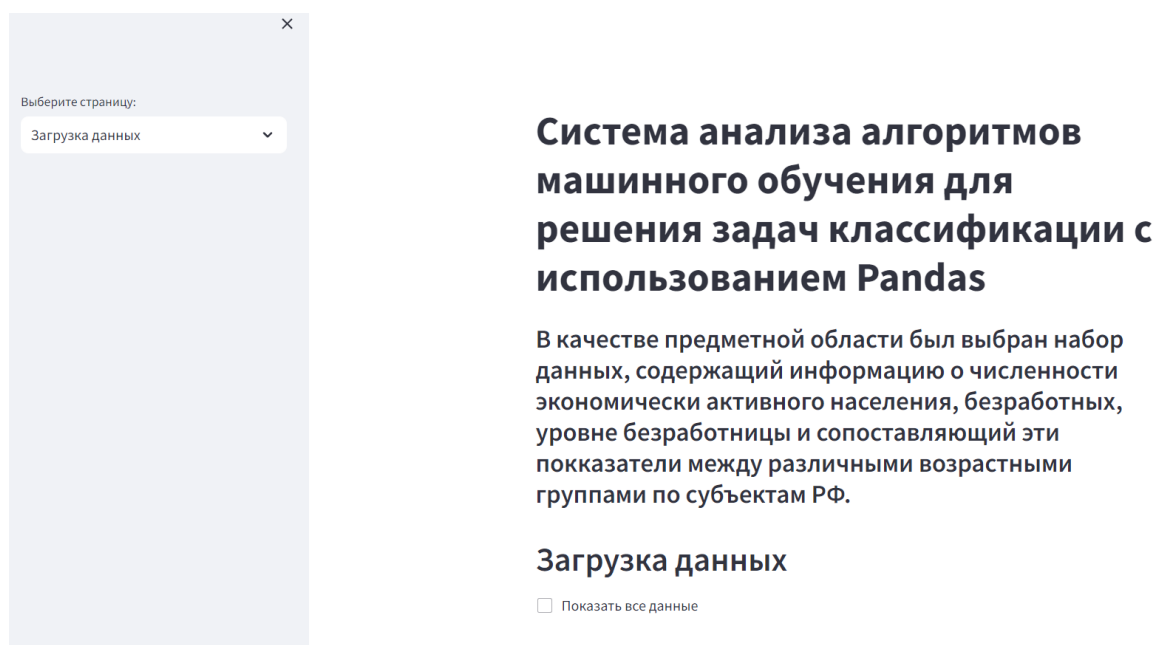 Выберите страницу:
Загрузка данных
Система анализа алгоритмов
машинного обучения для
решения задач классификации с
использованием Pandas
В качестве предметной области был выбран набор
данных, содержащий информацию о численности
экономически активного населения, безработных,
уровне безработницы и сопоставляющий эти
покказатели между различными возрастными
группами по субъектам РФ.
Загрузка данных
Показать все данные